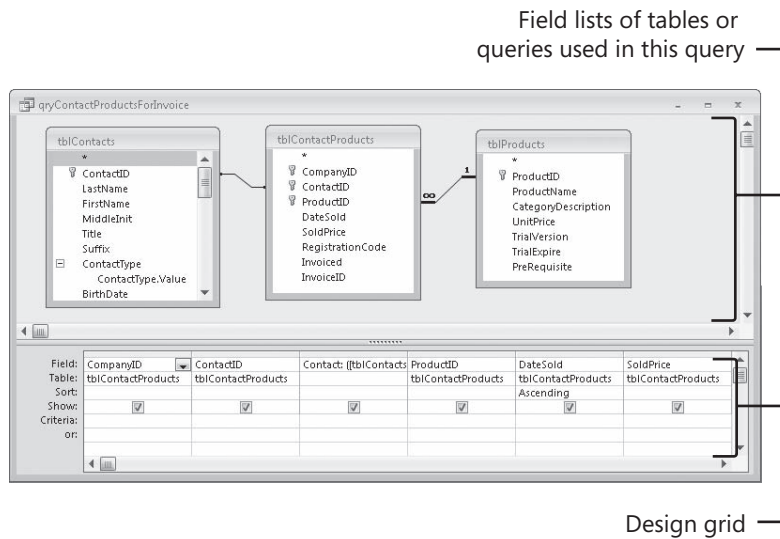 Field lists of tables or
queries used in this query
qryContactProductsForInvoice
tblContacts
*
ContactID
LastName
FirstName
MiddleInit
Title
Suffix
ContactType
ContactType.Value
BirthDate
tblContactProducts
*
CompanyID
ContactID
ProductID
DateSold
SoldPrice
RegistrationCode
Invoiced
InvoiceID
∞
1
tblProducts
*
ProductID
ProductName
CategoryDescription
UnitPrice
TrialVersion
TrialExpire
PreRequisite
Field: CompanyID ContactID Contact: ([tblContacts ProductID DateSold SoldPrice
Table: tblContactProducts tblContactProducts tblContactProducts tblContactProducts tblContactProducts
Sort: Ascending
Show:
Criteria:
or:
Design grid